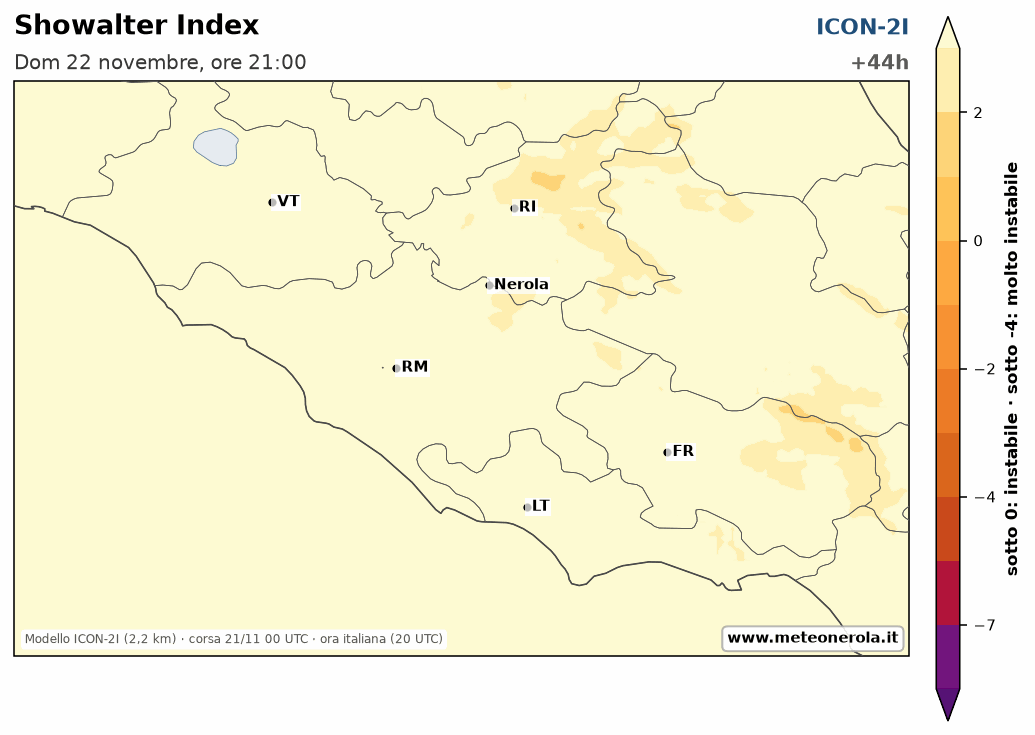 Showalter Index
ICON-2I
Dom 22 novembre, ore 21:00
+44h
VT
RI
Nerola
RM
FR
LT
Modello ICON-2I (2,2 km) · corsa 21/11 00 UTC · ora italiana (20 UTC)
www.meteonerola.it
2
0
−2
−4
−7
sotto 0: instabile · sotto -4: molto instabile